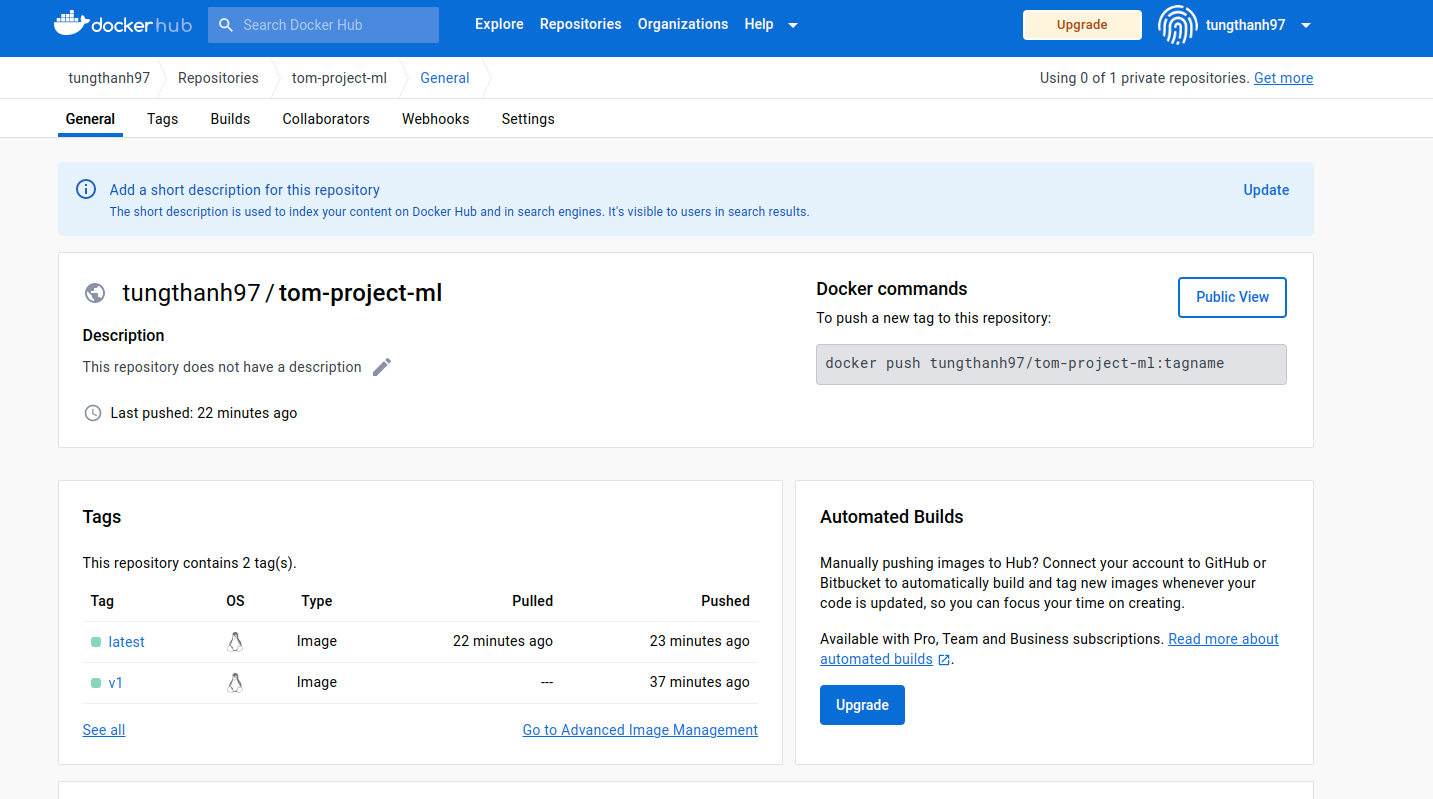 dockerhub
Search Docker Hub
Explore Repositories Organizations Help
Upgrade
tungthanh97
tungthanh97 Repositories tom-project-ml General
Using 0 of 1 private repositories. Get more
General Tags Builds Collaborators Webhooks Settings
Add a short description for this repository
Update
The short description is used to index your content on Docker Hub and in search engines. It's visible to users in search results.
tungthanh97 / tom-project-ml
Description
This repository does not have a description
Last pushed: 22 minutes ago
Docker commands
Public View
To push a new tag to this repository:
docker push tungthanh97/tom-project-ml:tagname
Tags
This repository contains 2 tag(s).
Tag OS Type Pulled Pushed
latest Image 22 minutes ago 23 minutes ago
v1 Image --- 37 minutes ago
See all
Go to Advanced Image Management
Automated Builds
Manually pushing images to Hub? Connect your account to GitHub or
Bitbucket to automatically build and tag new images whenever your
code is updated, so you can focus your time on creating.
Available with Pro, Team and Business subscriptions. Read more about
automated builds .
Upgrade